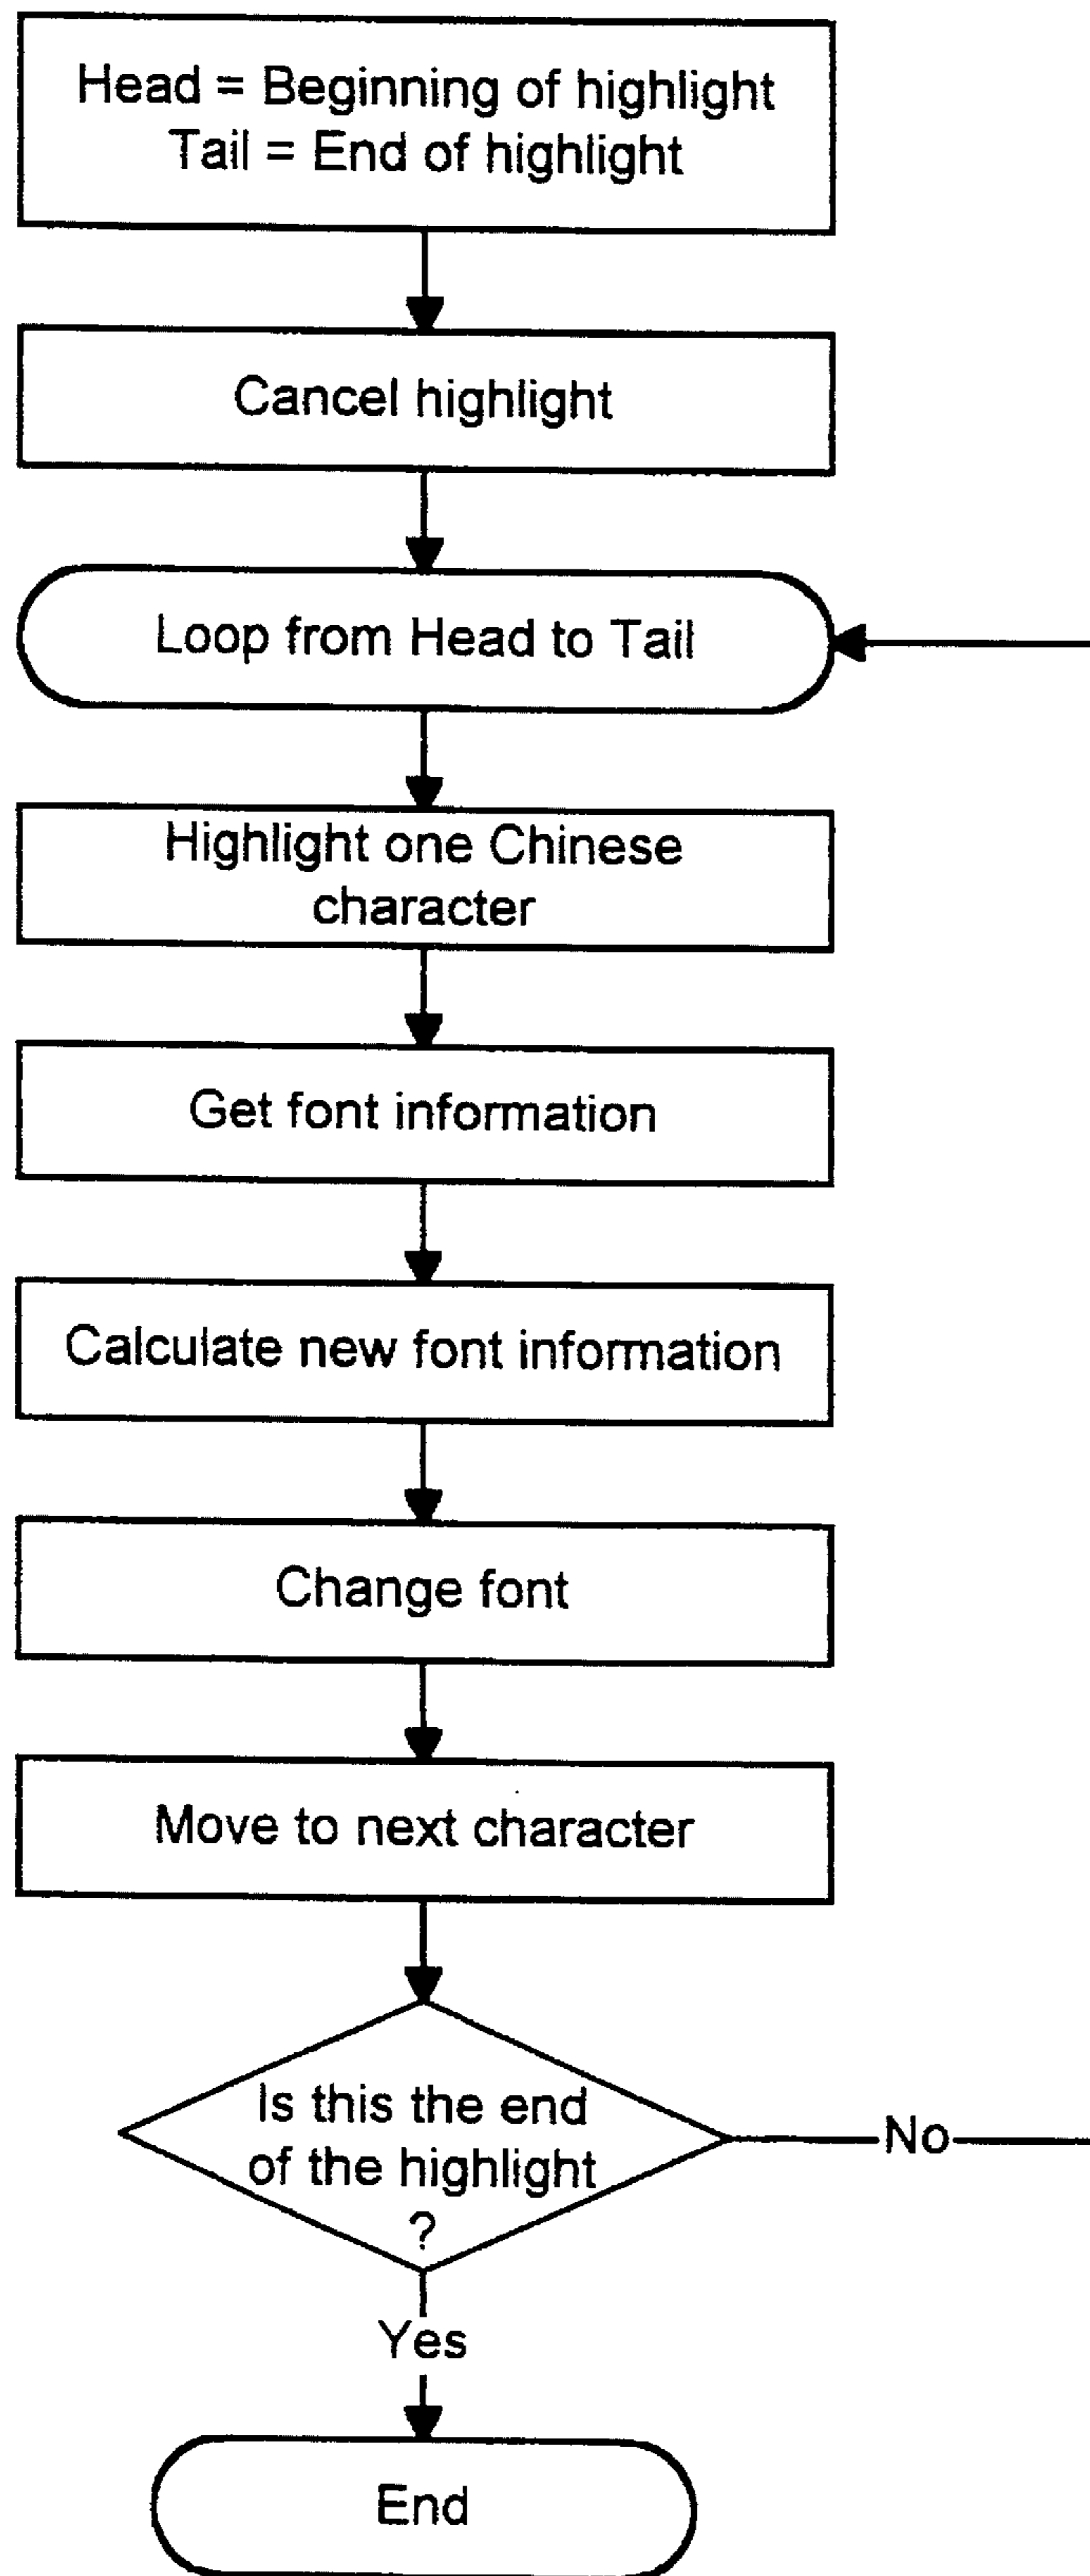 Head = Beginning of highlight
Tail = End of highlight
Cancel highlight
Loop from Head to Tail
Highlight one Chinese
character
Get font information
Calculate new font information
Change font
Move to next character
Is this the end
of the highlight
?
No
Yes
End